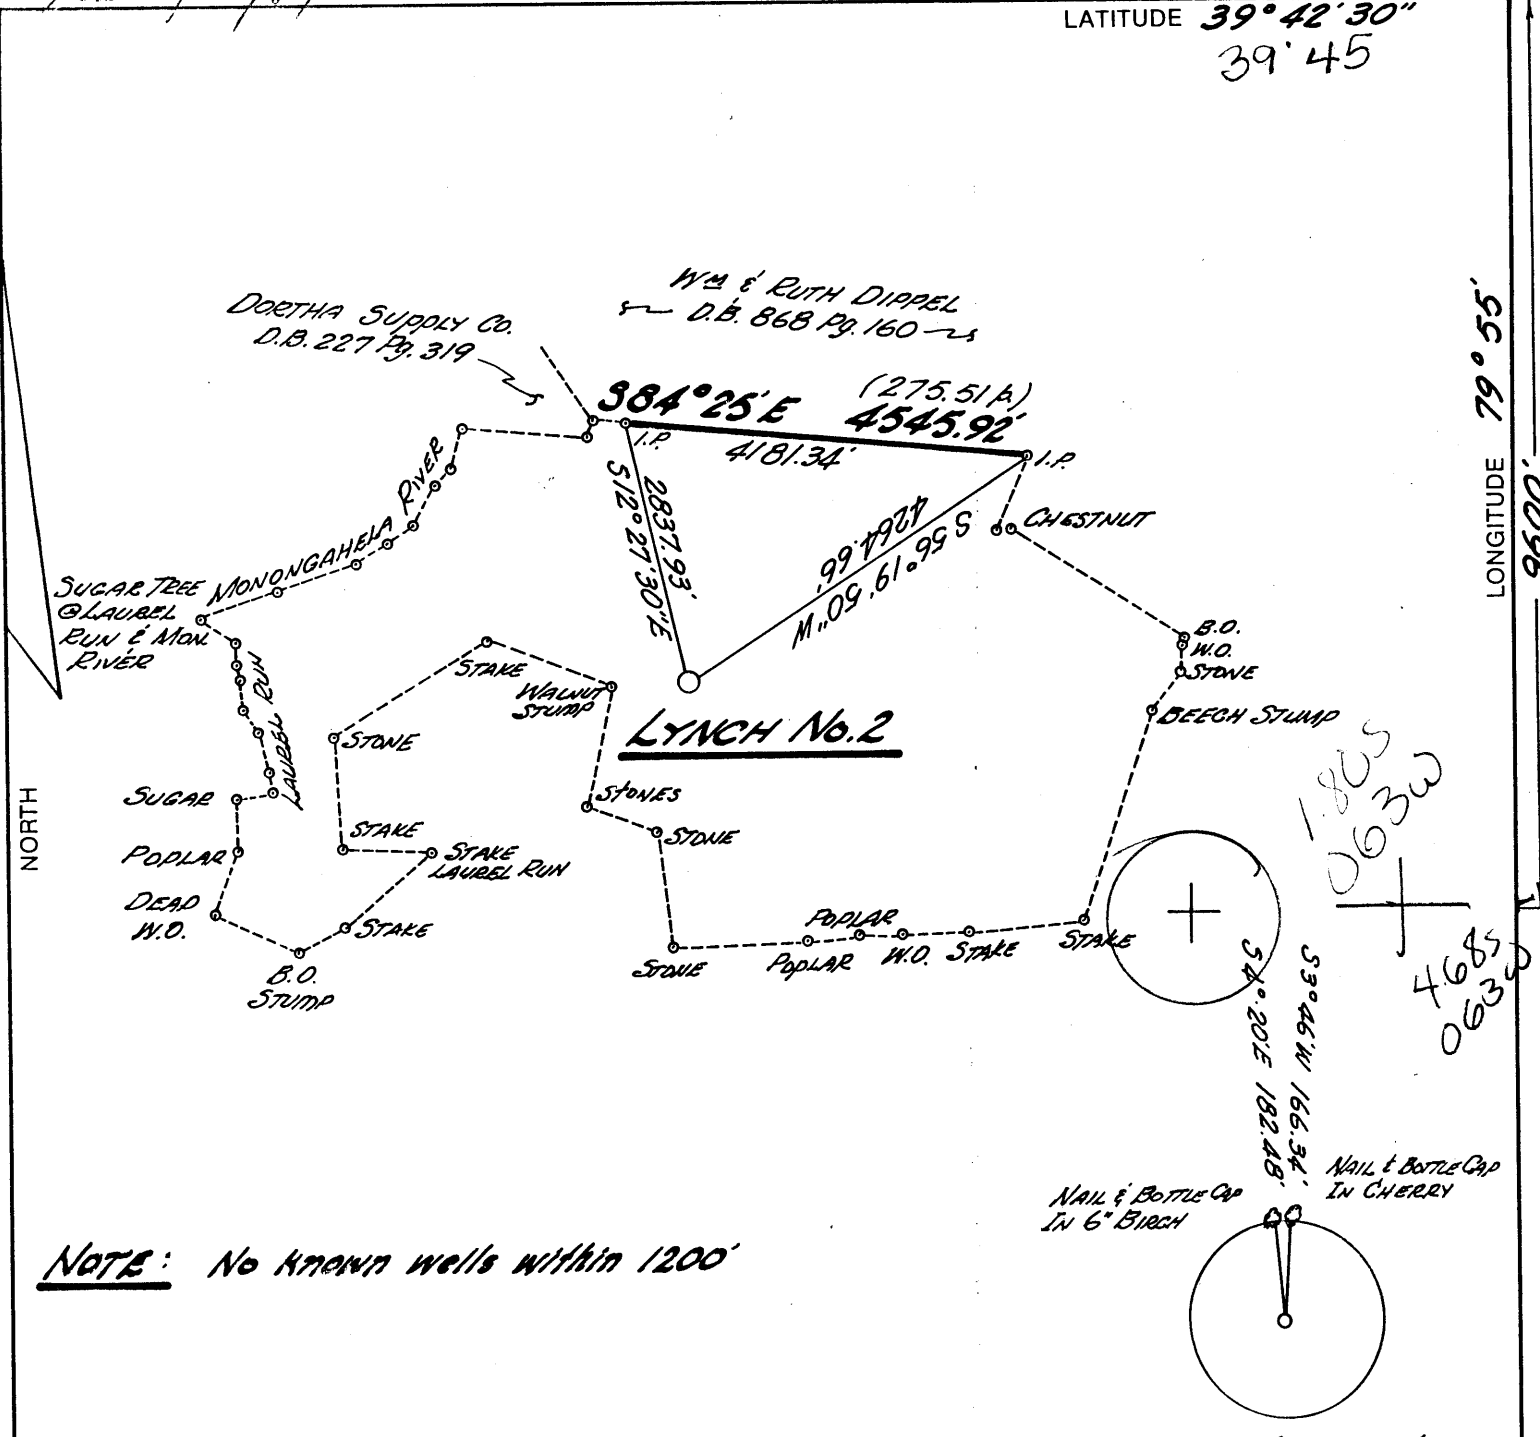 LATITUDE 39° 42' 30"
39' 45
WM & RUTH DIPPEL
D.B. 868 Pg. 160
DORTHA SUPPLY CO.
D.B. 227 Pg. 319
S84° 25' E
(275.51 p.)
4545.92'
4181.34'
I.P.
I.P.
LONGITUDE 79° 55'
9600'
S12° 27' 30" E
2837.93'
4264.66'
S 56° 19' 50" W
CHESTNUT
MONONGAHELA RIVER
SUGAR TREE
@ LAUREL
RUN & MON.
RIVER
LAUREL RUN
B.O.
W.O.
STONE
BEECH STUMP
STAKE
WALNUT
STUMP
LYNCH No. 2
STONE
NORTH
SUGAR
STONES
STAKE
STONE
POPLAR
STAKE
LAUREL RUN
1.80S
063W
DEAD
W.O.
STAKE
POPLAR
STONE
POPLAR
W.O.
STAKE
STAKE
B.O.
STUMP
4.68S
063W
S4° 20' E 182.48'
S3° 46' W 166.34'
NAIL & BOTTLE CAP
IN 6" BIRCH
NAIL & BOTTLE CAP
IN CHERRY
NOTE: No known wells within 1200'